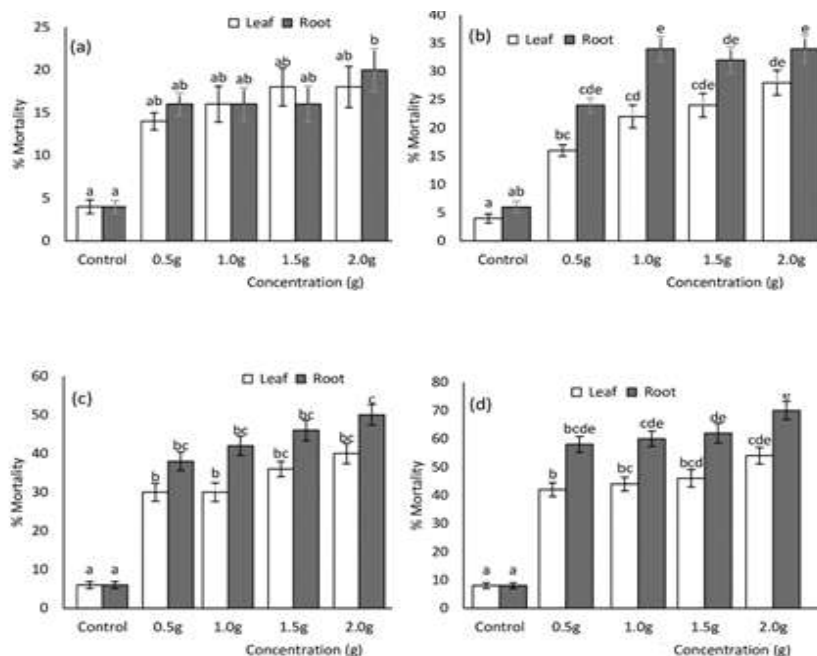 (a)
Leaf Root
% Mortality
25
20
15
10
5
0
a a ab ab ab ab ab ab ab b
Control 0.5g 1.0g 1.5g 2.0g
Concentration (g)
(b)
Leaf Root
% Mortality
40
35
30
25
20
15
10
5
0
a ab bc cde cd e de de de e
Control 0.5g 1.0g 1.5g 2.0g
Concentration (g)
(c)
Leaf Root
% Mortality
60
50
40
30
20
10
0
a a b bc b bc bc bc bc c
Control 0.5g 1.0g 1.5g 2.0g
Concentration (g)
(d)
Leaf Root
% Mortality
80
70
60
50
40
30
20
10
0
a a b bcde bc cde bcd de cde e
Control 0.5g 1.0g 1.5g 2.0g
Concentration (g)